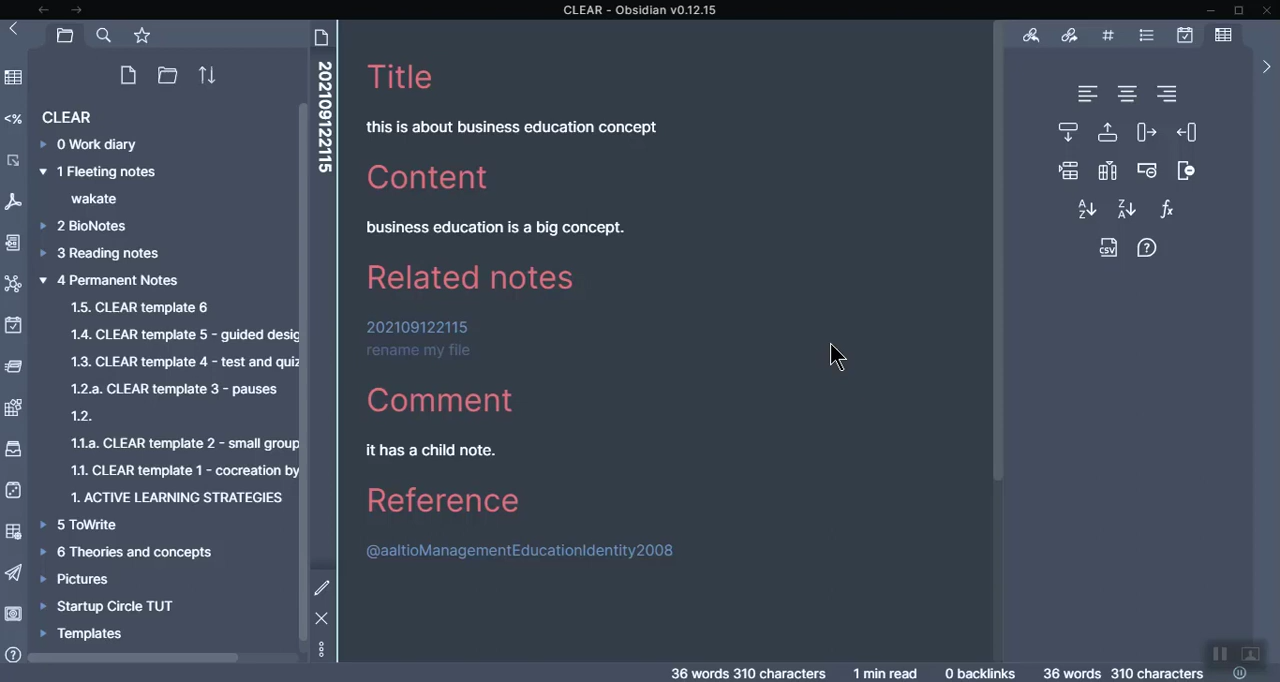 CLEAR - Obsidian v0.12.15
CLEAR
0 Work diary
1 Fleeting notes
wakate
2 BioNotes
3 Reading notes
4 Permanent Notes
1.5. CLEAR template 6
1.4. CLEAR template 5 - guided desig
1.3. CLEAR template 4 - test and quiz
1.2.a. CLEAR template 3 - pauses
1.2.
1.1.a. CLEAR template 2 - small group
1.1. CLEAR template 1 - cocreation by
1. ACTIVE LEARNING STRATEGIES
5 ToWrite
6 Theories and concepts
Pictures
Startup Circle TUT
Templates
202109122115
Title
this is about business education concept
Content
business education is a big concept.
Related notes
202109122115
rename my file
Comment
it has a child note.
Reference
@aaltioManagementEducationIdentity2008
36 words 310 characters 1 min read 0 backlinks 36 words 310 characters